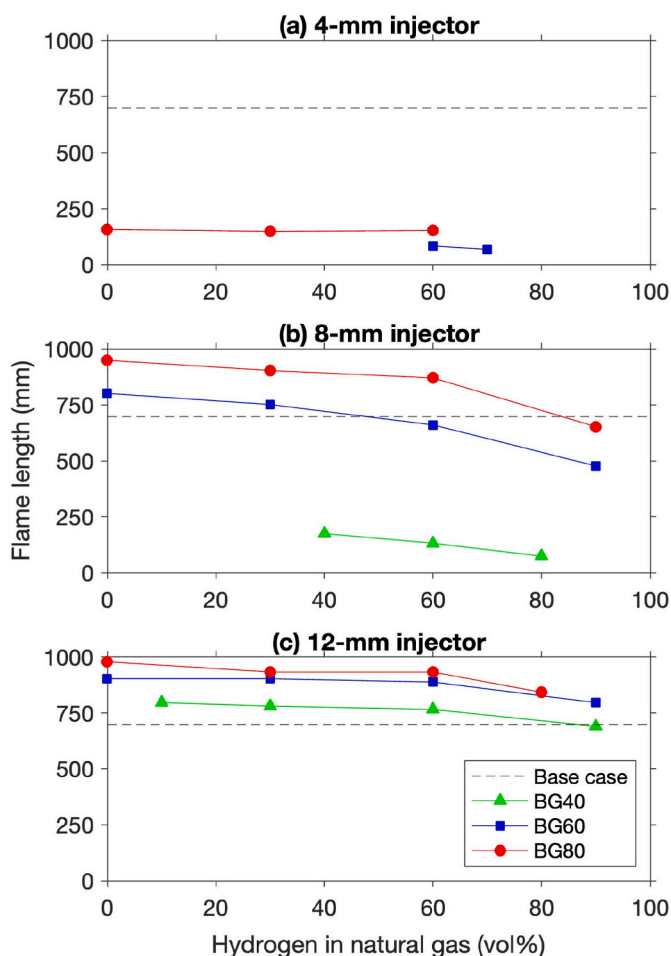 (a) 4-mm injector
1000
750
500
250
0
0 20 40 60 80 100
(b) 8-mm injector
1000
750
500
250
0
0 20 40 60 80 100
Flame length (mm)
(c) 12-mm injector
1000
750
500
250
0
Base case
BG40
BG60
BG80
0 20 40 60 80 100
Hydrogen in natural gas (vol%)